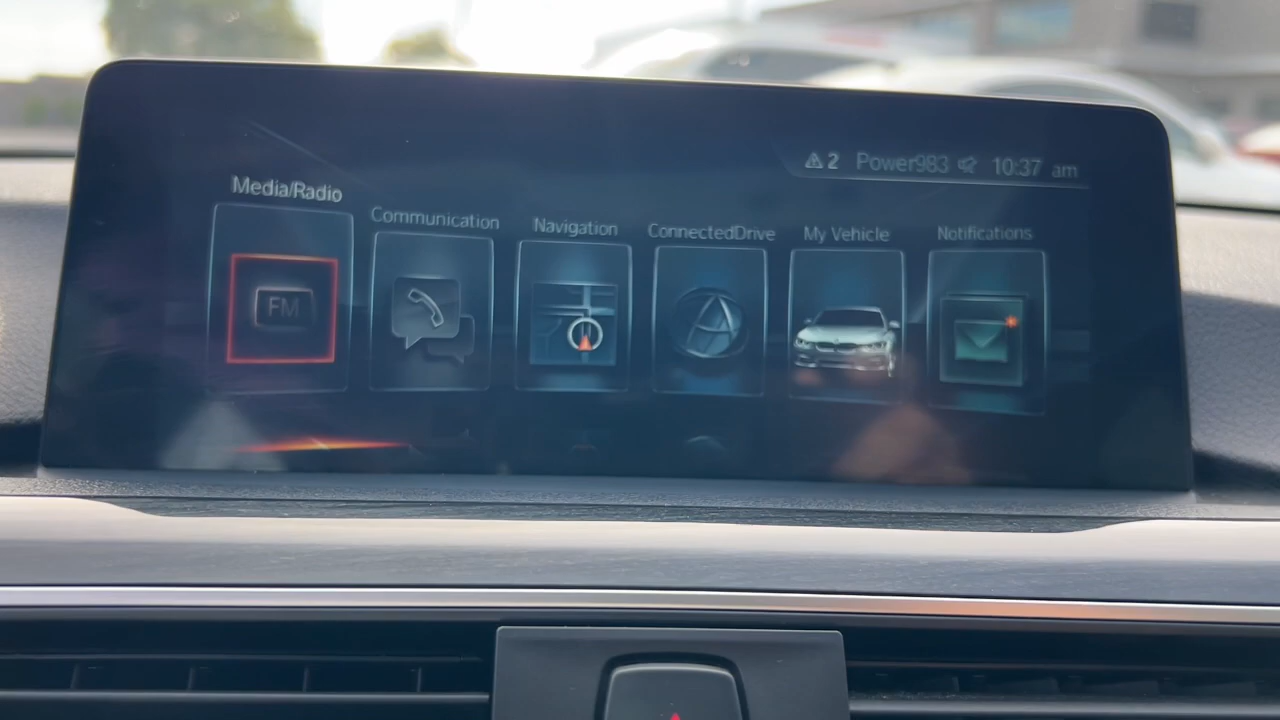 2 Power983 10:37 am
Media/Radio
Communication
Navigation
ConnectedDrive
My Vehicle
Notifications
FM